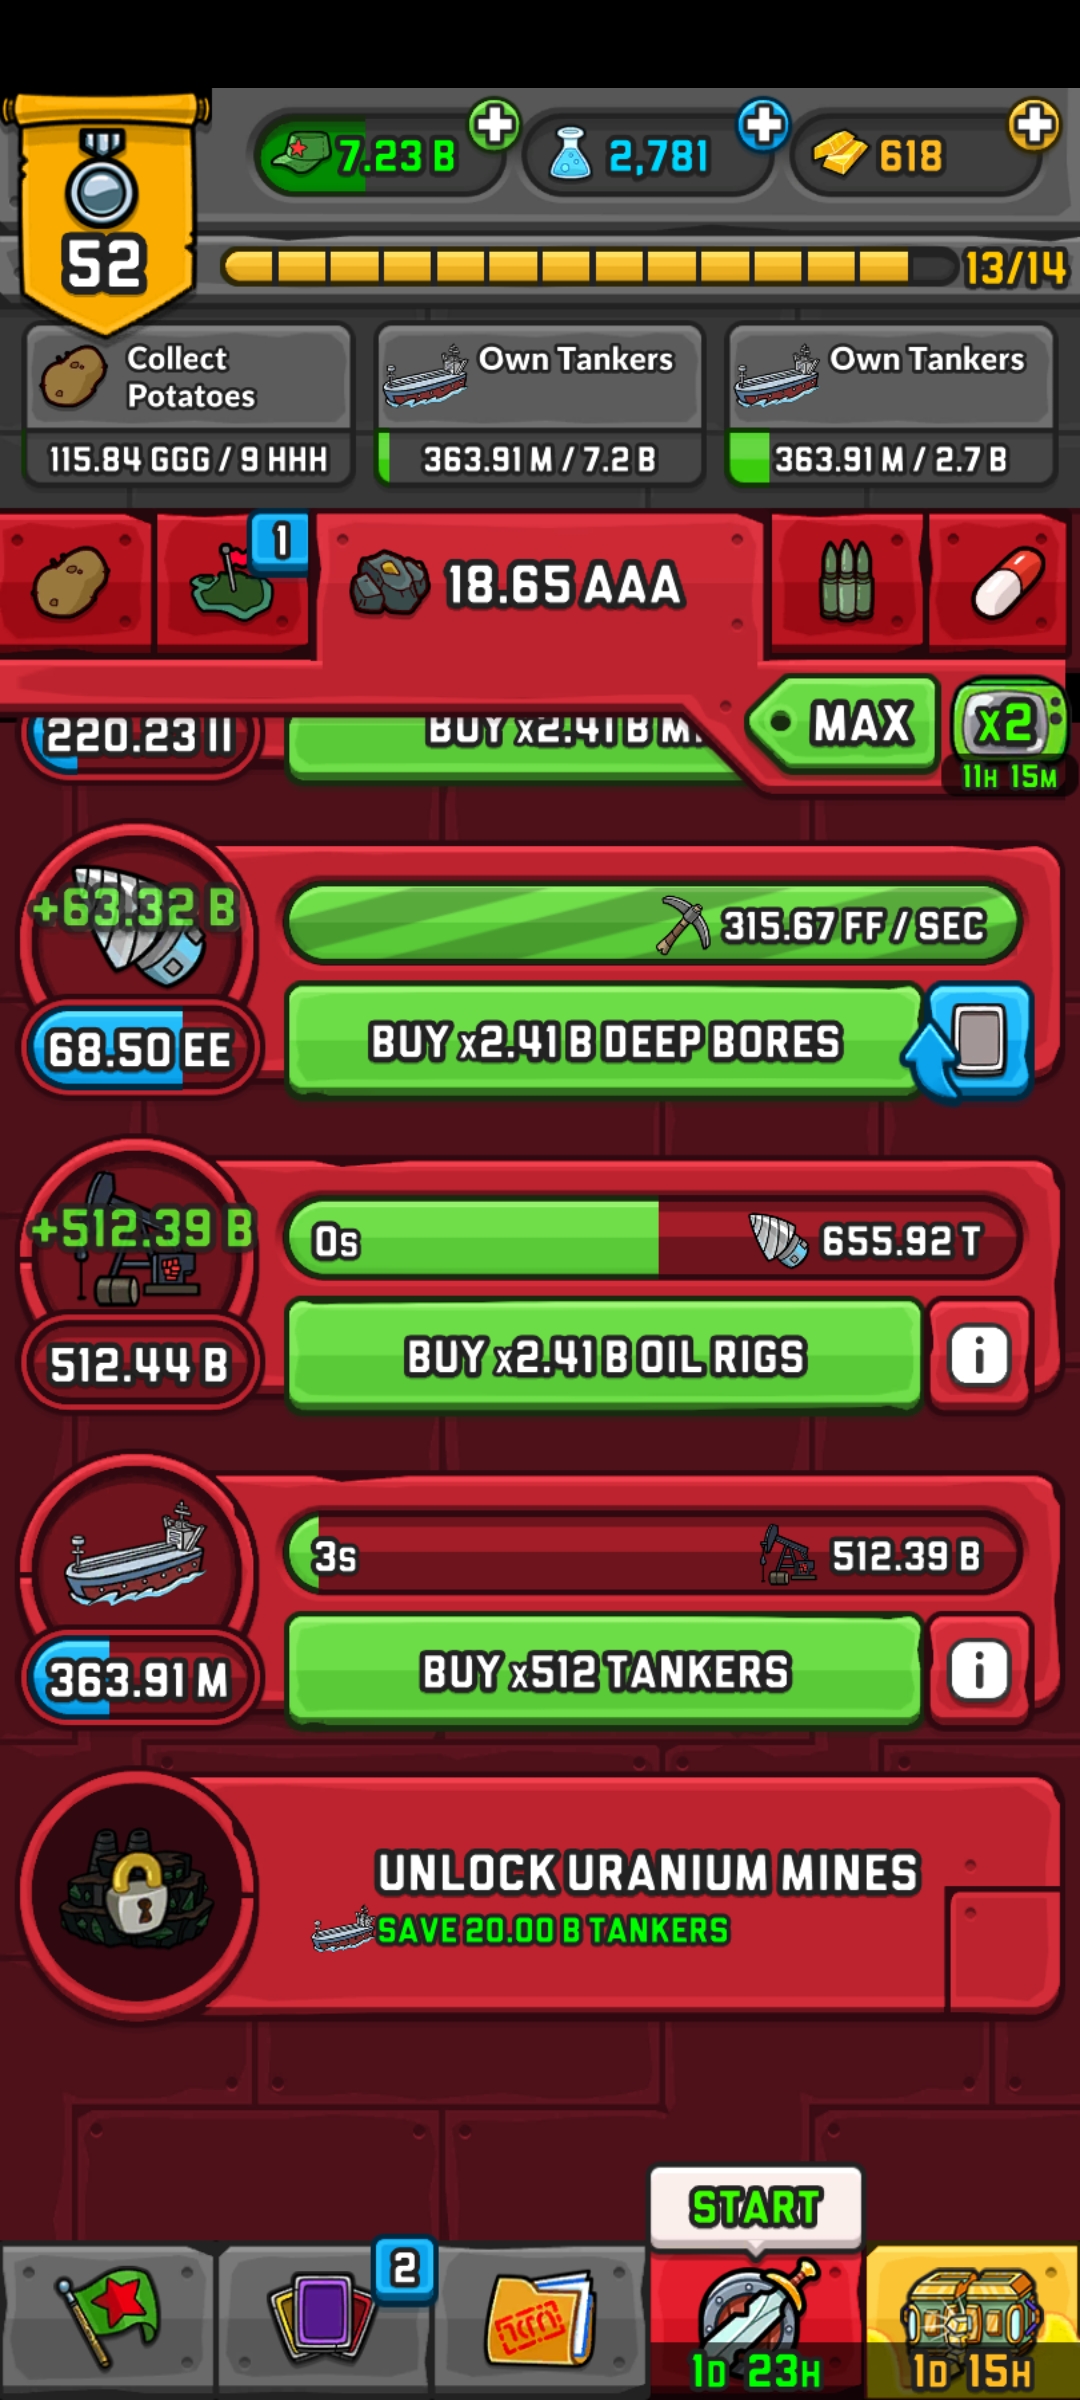 7.23 B
2,781
618
52
13/14
Collect
Potatoes
115.84 GGG / 9 HHH
Own Tankers
363.91 M / 7.2 B
Own Tankers
363.91 M / 2.7 B
1
18.65 AAA
MAX
x2
11H 15M
220.23 II
BUY x2.41 B M
+63.32 B
315.67 FF / SEC
68.50 EE
BUY x2.41 B DEEP BORES
+512.39 B
0s
655.92 T
512.44 B
BUY x2.41 B OIL RIGS
i
3s
512.39 B
363.91 M
BUY x512 TANKERS
i
UNLOCK URANIUM MINES
SAVE 20.00 B TANKERS
START
2
1D 23H
1D 15H